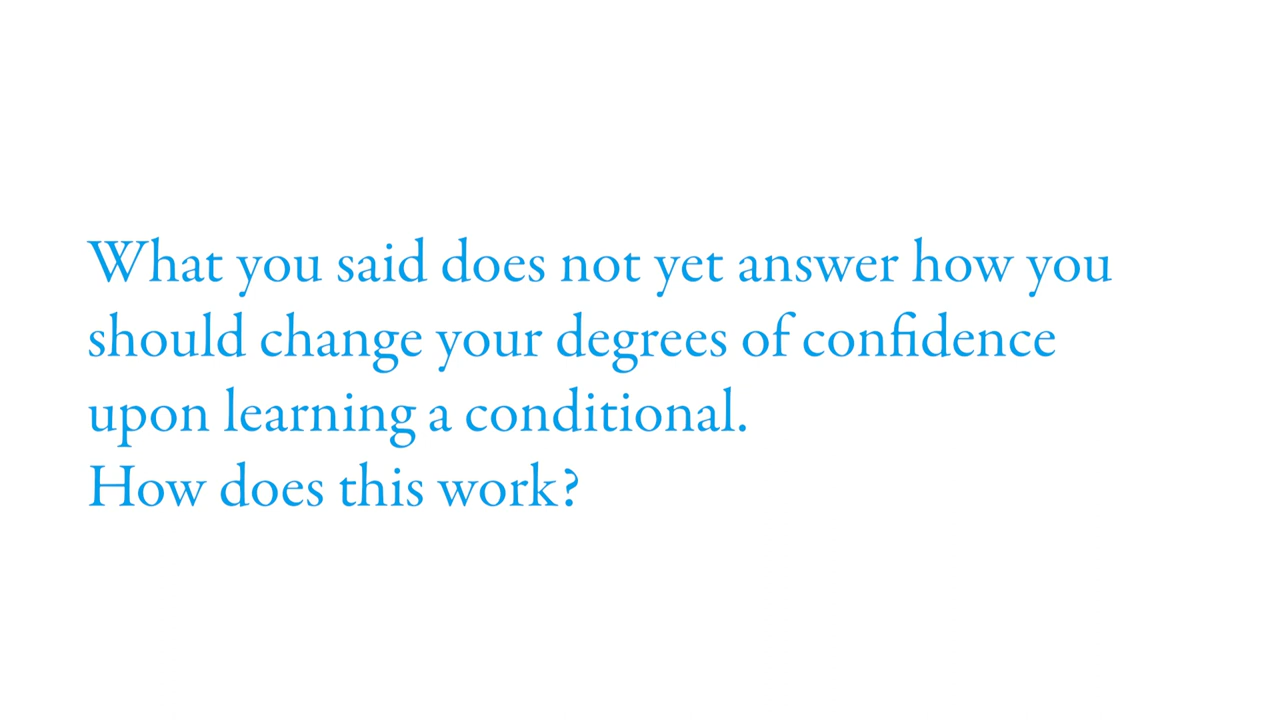 What you said does not yet answer how you
should change your degrees of confidence
upon learning a conditional.
How does this work?